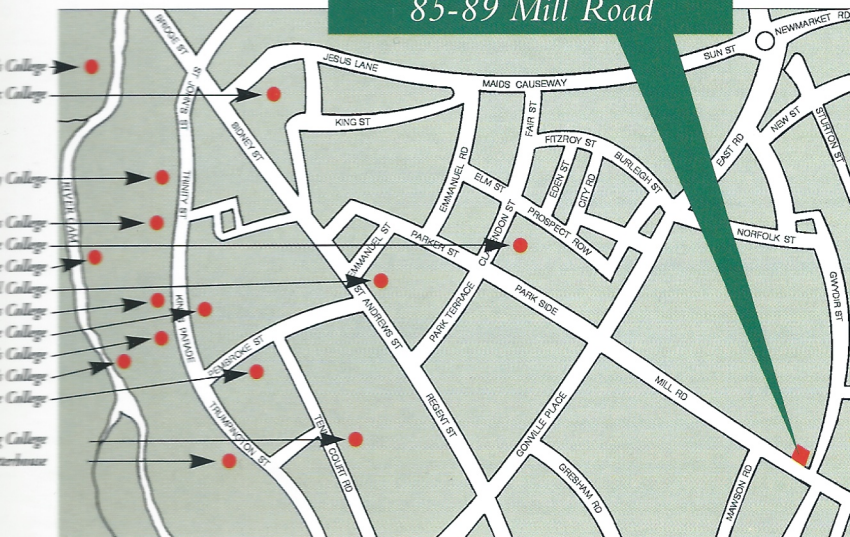 85-89 Mill Road
College
College
College
College
College
College
College
College
College
College
College
College
College
BRIDGE ST
ST JOHN'S ST
SIDNEY ST
TRINITY ST
RIVER CAM
KING'S PARADE
PEMBROKE ST
TRUMPINGTON ST
TENNIS COURT RD
JESUS LANE
KING ST
MAIDS CAUSEWAY
FAIR ST
FITZROY ST
BURLEIGH ST
EMMANUEL RD
ELM ST
EDEN ST
CITY RD
CLARENDON ST
PROSPECT ROW
PARKER ST
EMMANUEL ST
ST ANDREWS ST
PARK TERRACE
PARK SIDE
REGENT ST
GONVILLE PLACE
GRESHAM RD
MILL RD
MAWSON RD
SUN ST
NEWMARKET RD
EAST RD
NEW ST
STURTON ST
NORFOLK ST
GWYDIR ST